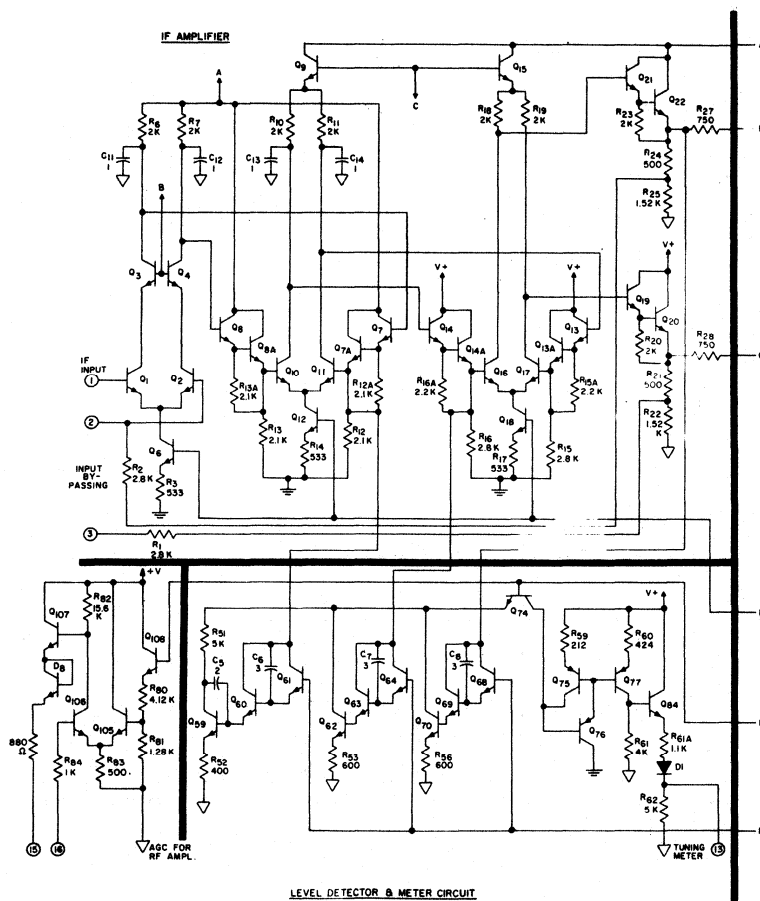 IF AMPLIFIER
A
Q9
Q15
C
Q21
Q22
R23
2K
R27
750
R24
500
R25
1.52 K
R6
2K
R7
2K
R10
2K
R11
2K
R18
2K
R19
2K
C11
1
C12
1
C13
1
C14
1
B
Q3
Q4
V+
V+
V+
Q8
Q8A
Q10
Q11
Q7A
Q7
Q14
Q14A
Q16
Q17
Q13A
Q13
Q19
Q20
R20
2K
R28
750
R21
500
R22
1.52
K
IF
INPUT
1
Q1
Q2
2
R13A
2.1K
R12A
2.1K
R16A
2.2K
R15A
2.2K
Q6
Q12
Q18
R13
2.1K
R14
533
R12
2.1K
R16
2.8K
R17
533
R15
2.8K
INPUT
BY-
PASSING
R2
2.8K
R3
533
3
R1
2.8K
+V
Q107
R82
15.6
K
Q108
D8
Q106
Q105
R80
4.12K
R81
1.28K
880
Ω
R84
1K
R83
500
15
16
AGC FOR
RF AMPL.
R51
5K
C5
2
C6
3
Q61
Q60
Q59
R52
400
C7
3
Q64
Q63
Q62
R53
600
C8
3
Q68
Q69
Q70
R56
600
Q74
V+
R59
212
R60
424
Q75
Q77
Q84
Q76
R61
4K
R61A
1.1K
D1
R62
5K
TUNING
METER
13
LEVEL DETECTOR & METER CIRCUIT